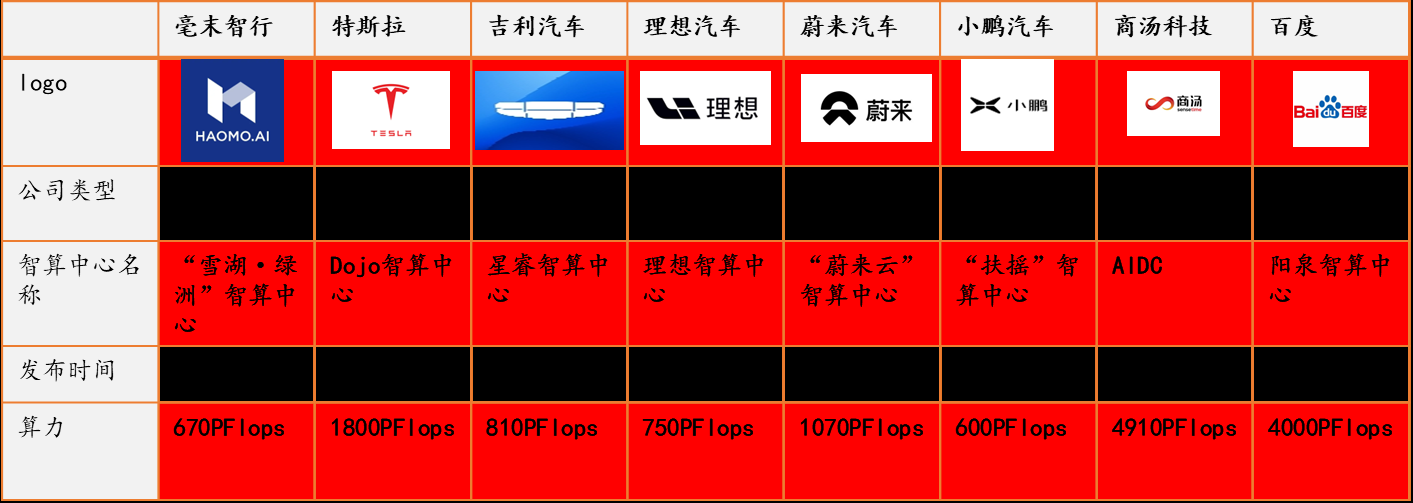 毫末智行 特斯拉 吉利汽车 理想汽车 蔚来汽车 小鹏汽车 商汤科技 百度
logo HAOMO.AI TESLA 理想 蔚来 小鹏 商汤 sensetime Bai du 百度
公司类型
智算中心名称 “雪湖·绿洲”智算中心 Dojo智算中心 星睿智算中心 理想智算中心 “蔚来云”智算中心 “扶摇”智算中心 AIDC 阳泉智算中心
发布时间
算力 670PFlops 1800PFlops 810PFlops 750PFlops 1070PFlops 600PFlops 4910PFlops 4000PFlops